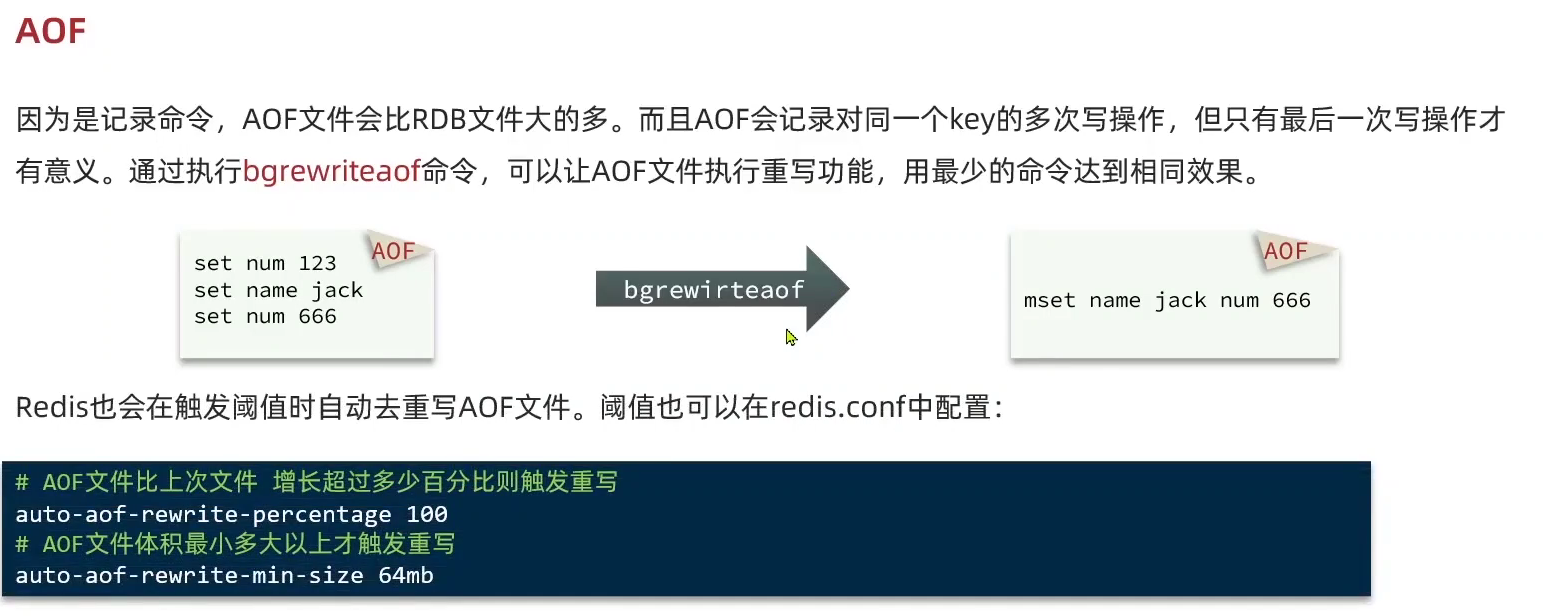 AOF
因为是记录命令，AOF文件会比RDB文件大的多。而且AOF会记录对同一个key的多次写操作，但只有最后一次写操作才
有意义。通过执行bgrewriteaof命令，可以让AOF文件执行重写功能，用最少的命令达到相同效果。
AOF
set num 123
set name jack
set num 666
bgrewirteaof
AOF
mset name jack num 666
Redis也会在触发阈值时自动去重写AOF文件。阈值也可以在redis.conf中配置：
# AOF文件比上次文件 增长超过多少百分比则触发重写
auto-aof-rewrite-percentage 100
# AOF文件体积最小多大以上才触发重写
auto-aof-rewrite-min-size 64mb